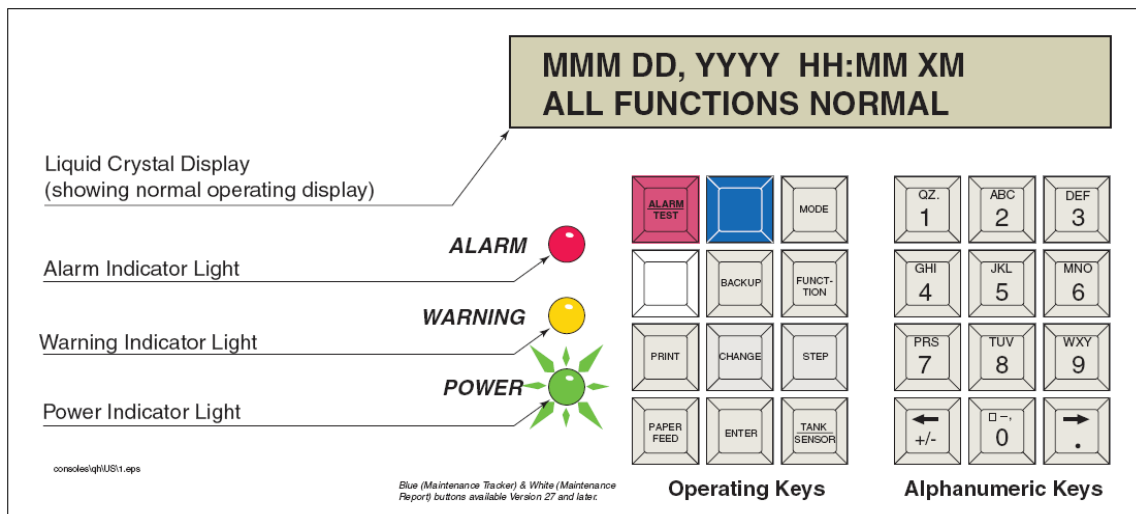 MMM DD, YYYY  HH:MM XM
ALL FUNCTIONS NORMAL
Liquid Crystal Display
(showing normal operating display)
ALARM
Alarm Indicator Light
WARNING
Warning Indicator Light
POWER
Power Indicator Light
ALARM
TEST
MODE
BACKUP
FUNCT-
TION
PRINT
CHANGE
STEP
PAPER
FEED
ENTER
TANK
SENSOR
QZ.
1
ABC
2
DEF
3
GHI
4
JKL
5
MNO
6
PRS
7
TUV
8
WXY
9
←
+/-
□−,
0
→
.
consoles\qh\US\1.eps
Blue (Maintenance Tracker) & White (Maintenance
Report) buttons available Version 27 and later.
Operating Keys
Alphanumeric Keys